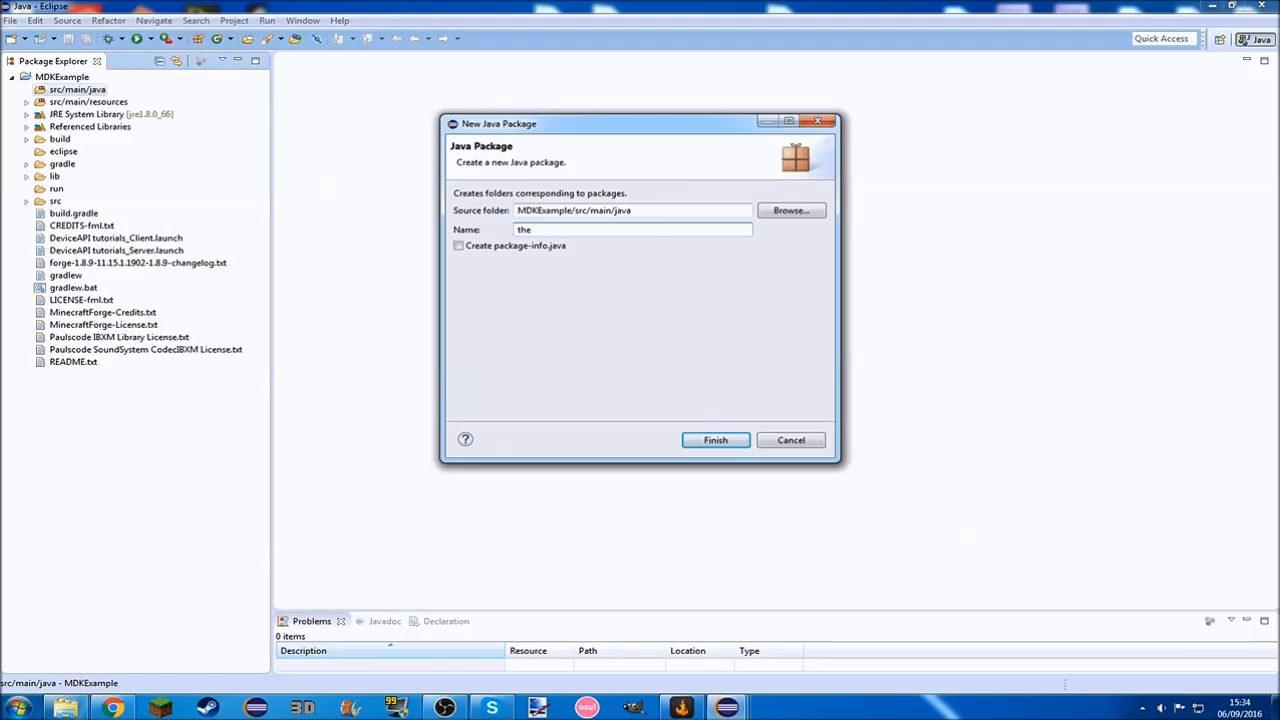 Java - Eclipse
File Edit Source Refactor Navigate Search Project Run Window Help
Quick Access
Java
Package Explorer
MDKExample
src/main/java
src/main/resources
JRE System Library [jre1.8.0_66]
Referenced Libraries
build
eclipse
gradle
lib
run
src
build.gradle
CREDITS-fml.txt
DeviceAPI tutorials_Client.launch
DeviceAPI tutorials_Server.launch
forge-1.8.9-11.15.1.1902-1.8.9-changelog.txt
gradlew
gradlew.bat
LICENSE-fml.txt
MinecraftForge-Credits.txt
MinecraftForge-License.txt
Paulscode IBXM Library License.txt
Paulscode SoundSystem CodecIBXM License.txt
README.txt
New Java Package
Java Package
Create a new Java package.
Creates folders corresponding to packages.
Source folder: MDKExample/src/main/java Browse...
Name: the
Create package-info.java
? Finish Cancel
Problems Javadoc Declaration
0 items
Description Resource Path Location Type
src/main/java - MDKExample
99
3D
S
osu!
15:34
06/09/2016